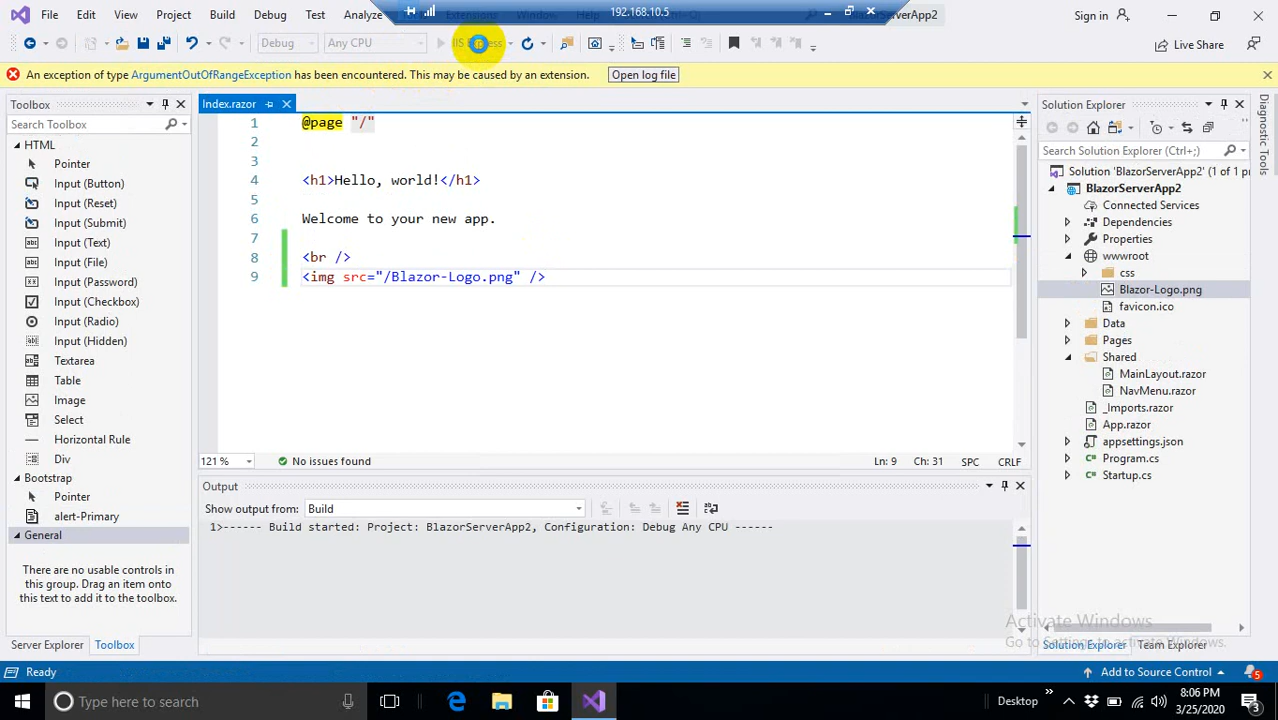 File Edit View Project Build Debug Test Analyze Extensions Window
192.168.10.5
BlazorServerApp2
Sign in
Debug Any CPU IIS Express
Live Share
An exception of type ArgumentOutOfRangeException has been encountered. This may be caused by an extension. Open log file
Toolbox
Search Toolbox
HTML
Pointer
Input (Button)
Input (Reset)
Input (Submit)
Input (Text)
Input (File)
Input (Password)
Input (Checkbox)
Input (Radio)
Input (Hidden)
Textarea
Table
Image
Select
Horizontal Rule
Div
Bootstrap
Pointer
alert-Primary
General
There are no usable controls in
this group. Drag an item onto
this text to add it to the toolbox.
Server Explorer Toolbox
Index.razor
1 @page "/"
2
3
4 <h1>Hello, world!</h1>
5
6 Welcome to your new app.
7
8 <br />
9 <img src="/Blazor-Logo.png" />
121 % No issues found Ln: 9 Ch: 31 SPC CRLF
Output
Show output from: Build
1>------ Build started: Project: BlazorServerApp2, Configuration: Debug Any CPU ------
Solution Explorer
Search Solution Explorer (Ctrl+;)
Solution 'BlazorServerApp2' (1 of 1 pr
BlazorServerApp2
Connected Services
Dependencies
Properties
wwwroot
css
Blazor-Logo.png
favicon.ico
Data
Pages
Shared
MainLayout.razor
NavMenu.razor
_Imports.razor
App.razor
appsettings.json
Program.cs
Startup.cs
Activate Windows
Go to Settings to activate Windows.
Solution Explorer Team Explorer
Diagnostic Tools
Ready
Add to Source Control
5
Type here to search
Desktop
8:06 PM
3/25/2020
3